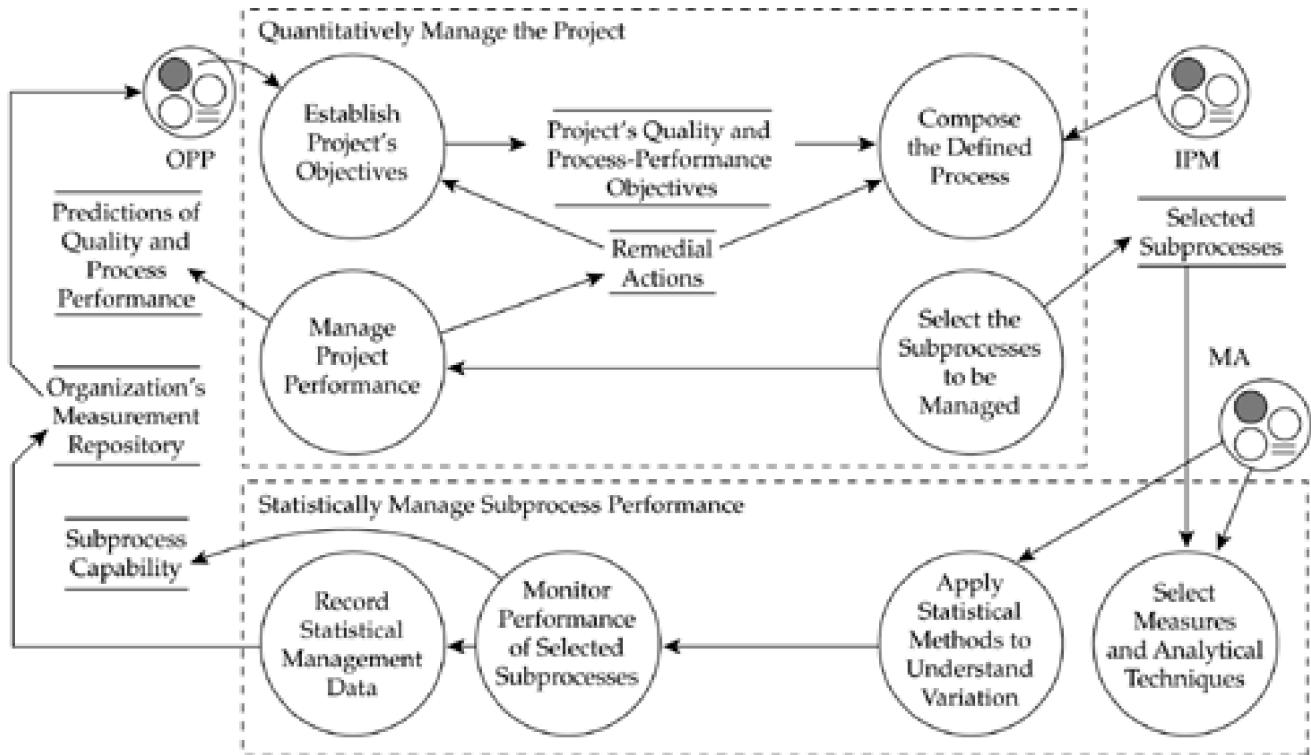 Quantitatively Manage the Project
OPP
Establish
Project's
Objectives
Project's Quality and
Process-Performance
Objectives
Compose
the Defined
Process
IPM
Predictions of
Quality and
Process
Performance
Remedial
Actions
Selected
Subprocesses
Manage
Project
Performance
Select the
Subprocesses
to be
Managed
MA
Organization's
Measurement
Repository
Statistically Manage Subprocess Performance
Subprocess
Capability
Record
Statistical
Management
Data
Monitor
Performance
of Selected
Subprocesses
Apply
Statistical
Methods to
Understand
Variation
Select
Measures
and Analytical
Techniques